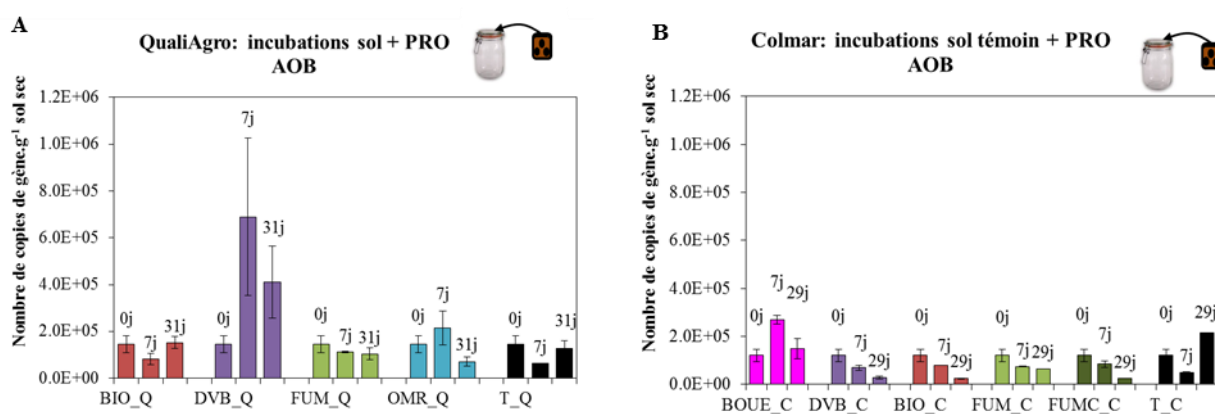 A
QualiAgro: incubations sol + PRO
AOB
Nombre de copies de gène.g⁻¹ sol sec
1.2E+06
1.0E+06
8.0E+05
6.0E+05
4.0E+05
2.0E+05
0.0E+00
0j 7j 31j
0j 7j 31j
0j 7j 31j
0j 7j 31j
0j 7j 31j
BIO_Q DVB_Q FUM_Q OMR_Q T_Q
B
Colmar: incubations sol témoin + PRO
AOB
Nombre de copies de gène.g⁻¹ sol sec
1.2E+06
1.0E+06
8.0E+05
6.0E+05
4.0E+05
2.0E+05
0.0E+00
0j 7j 29j
0j 7j 29j
0j 7j 29j
0j 7j 29j
0j 7j 29j
0j 7j 29j
BOUE_C DVB_C BIO_C FUM_C FUMC_C T_C